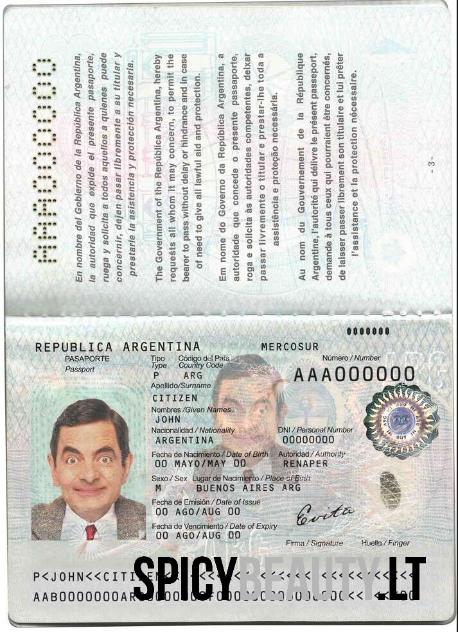 AAA000000
En nombre del Gobierno de la República Argentina,
la autoridad que expide el presente pasaporte,
ruega y solicita a todos aquellos a quienes puede
concernir, dejen pasar libremente a su titular y
prestarle la asistencia y protección necesaria.
The Government of the República Argentina, hereby
requests all whom it may concern, to permit the
bearer to pass without delay or hindrance and in case
of need to give all lawful aid and protection.
Em nome do Governo da República Argentina, a
autoridade que concede o presente passaporte,
roga e solicita às autoridades competentes, deixar
passar livremente o titular e prestar-lhe toda a
assistência e proteção necessária.
Au nom du Gouvernement de la République
Argentine, l'autorité qui délivre le présent passeport,
demande à tous ceux qui pourraient être concernés,
de laisser passer librement son titulaire et lui prêter
l'assistance et la protection nécessaire.
- 3 -
0000000
REPUBLICA ARGENTINA MERCOSUR
PASAPORTE Tipo Código del País Número / Number
Passport Type Country Code
P ARG AAA000000
Apellido/Surname
CITIZEN
Nombres /Given Names
JOHN
Nacionalidad / Nationality DNI / Personal Number
ARGENTINA 00000000
Fecha de Nacimiento / Date of Birth Autoridad / Authority
00 MAYO/MAY 00 RENAPER
Sexo / Sex Lugar de Nacimiento / Place of Birth
M BUENOS AIRES ARG
Fecha de Emisión / Date of Issue
00 AGO/AUG 00
Evita
Fecha de Vencimiento / Date of Expiry
00 AGO/AUG 00
Firma / Signature Huella / Finger
SPICYBEAUTY.LT